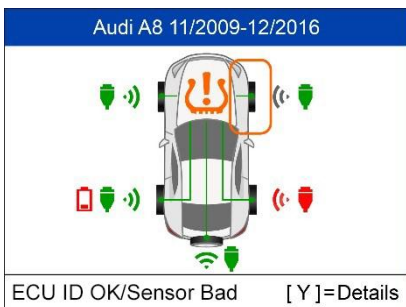 Audi A8 11/2009-12/2016
ECU ID OK/Sensor Bad [ Y ]=Details